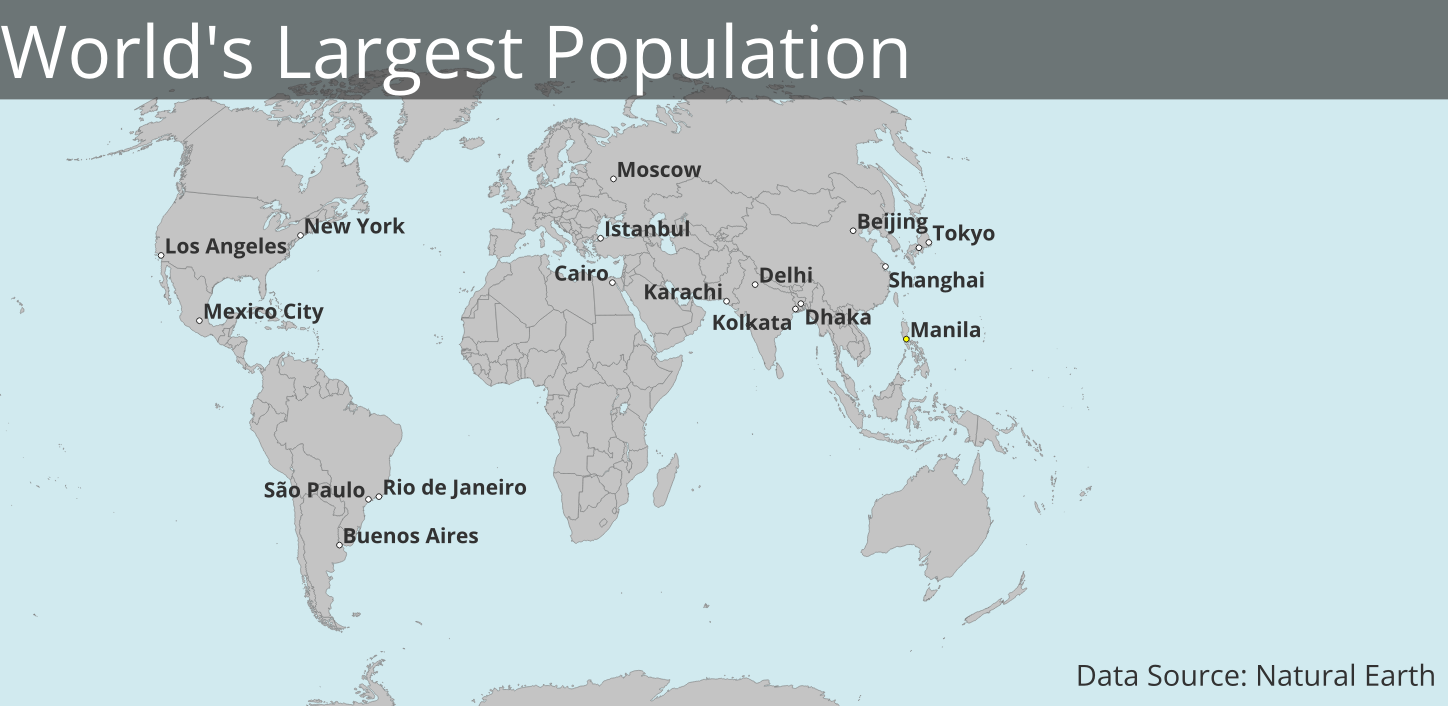 World's Largest Population
Moscow
New York
Beijing
Istanbul
Tokyo
Los Angeles
Cairo
Delhi
Shanghai
Karachi
Mexico City
Dhaka
Kolkata
Manila
São Paulo
Rio de Janeiro
Buenos Aires
Data Source: Natural Earth